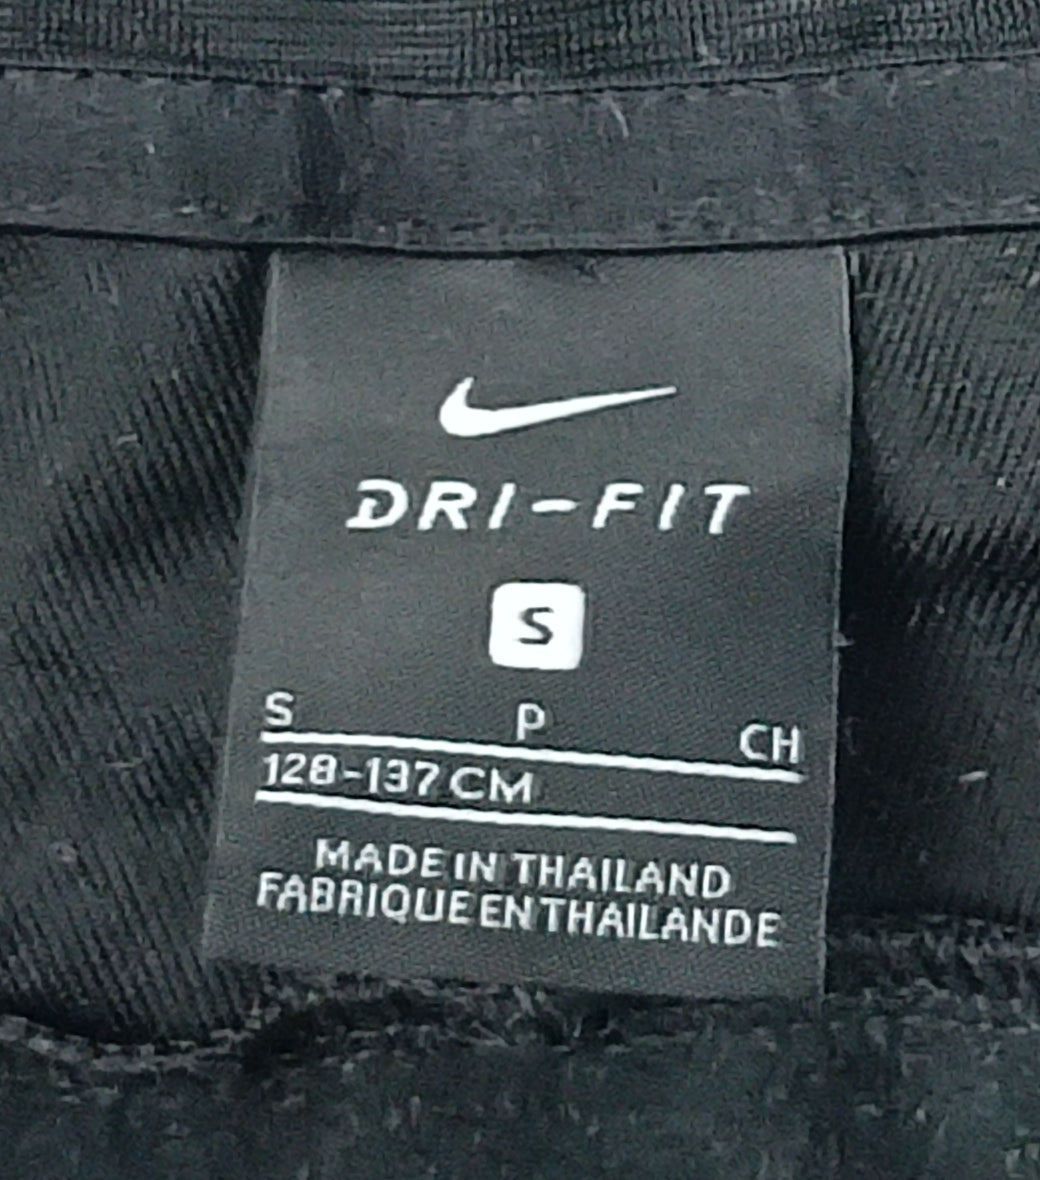 DRI-FIT
S
S P CH
128-137 CM
MADE IN THAILAND
FABRIQUE EN THAILANDE